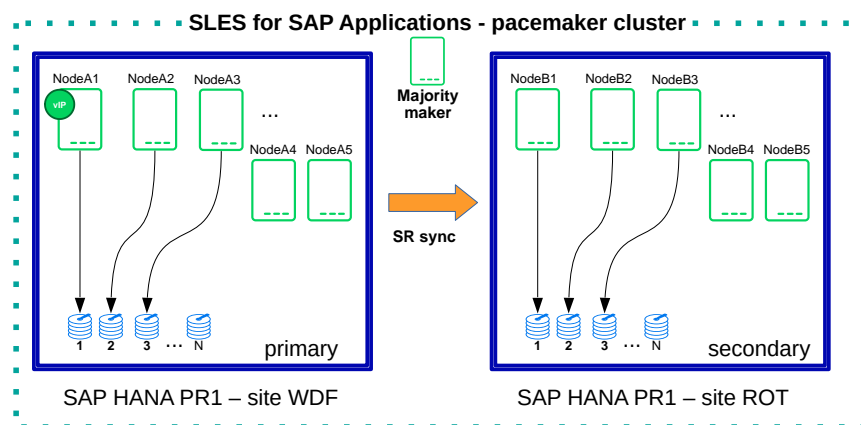 SLES for SAP Applications - pacemaker cluster
NodeA1
NodeA2
NodeA3
vIP
...
NodeA4
NodeA5
1
2
3
...
N
primary
SAP HANA PR1 – site WDF
Majority
maker
SR sync
NodeB1
NodeB2
NodeB3
...
NodeB4
NodeB5
1
2
3
...
N
secondary
SAP HANA PR1 – site ROT